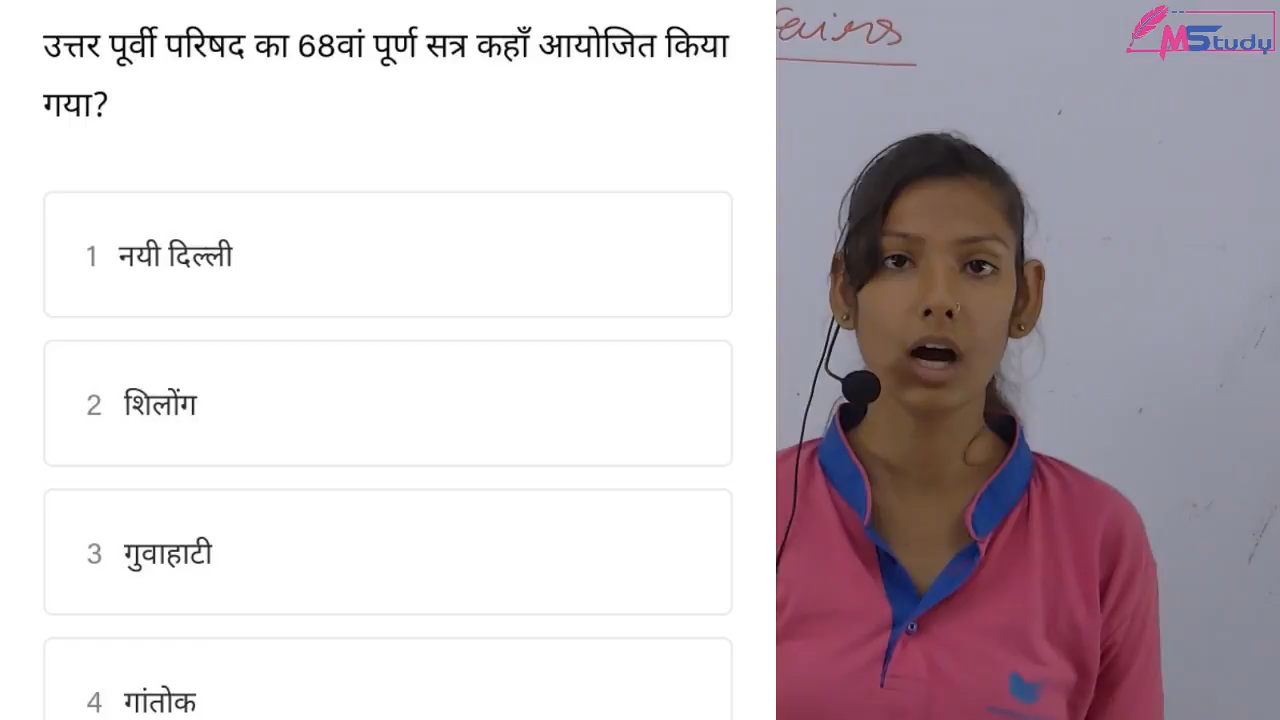 उत्तर पूर्वी परिषद का 68वां पूर्ण सत्र कहाँ आयोजित किया
गया?
1 नयी दिल्ली
2 शिलोंग
3 गुवाहाटी
4 गांतोक
MStudy